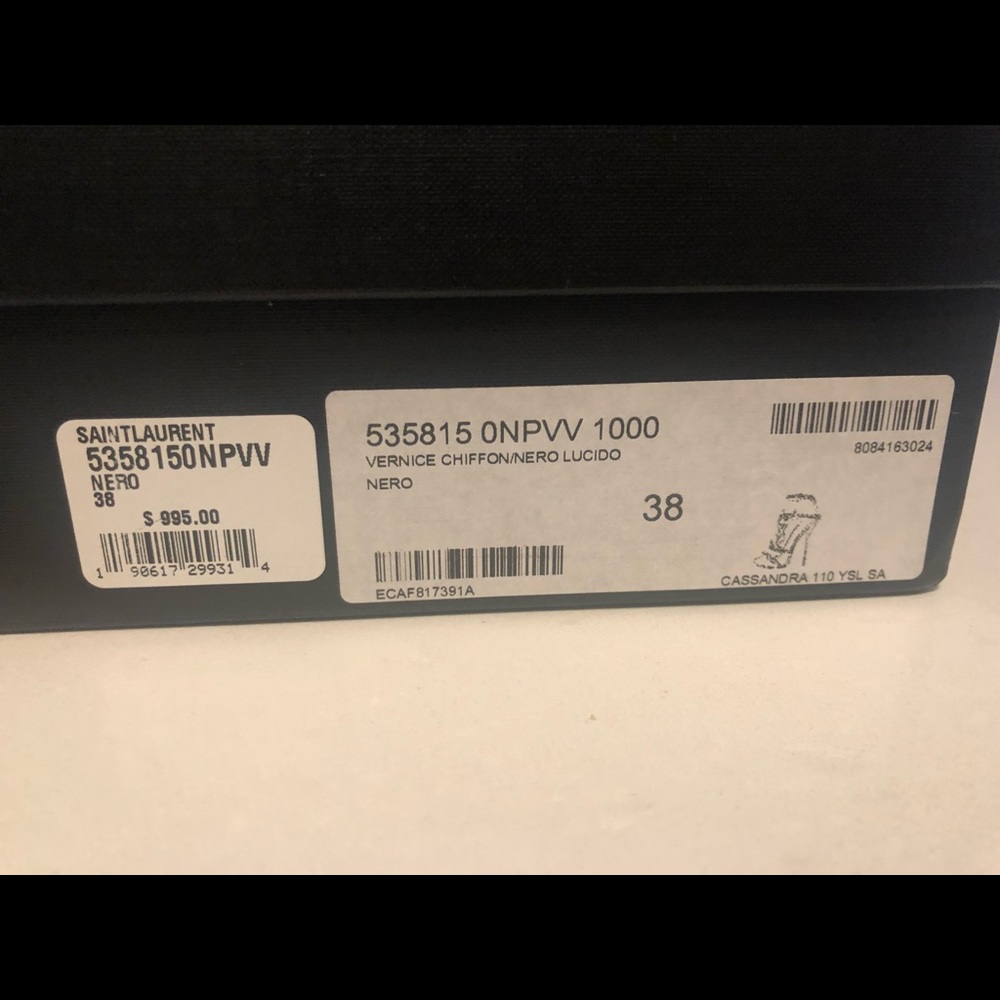 SAINTLAURENT
5358150NPVV
NERO
38
$ 995.00
1 90617 29931 4
535815 0NPVV 1000
VERNICE CHIFFON/NERO LUCIDO
NERO
38
8084163024
ECAF817391A
CASSANDRA 110 YSL SA